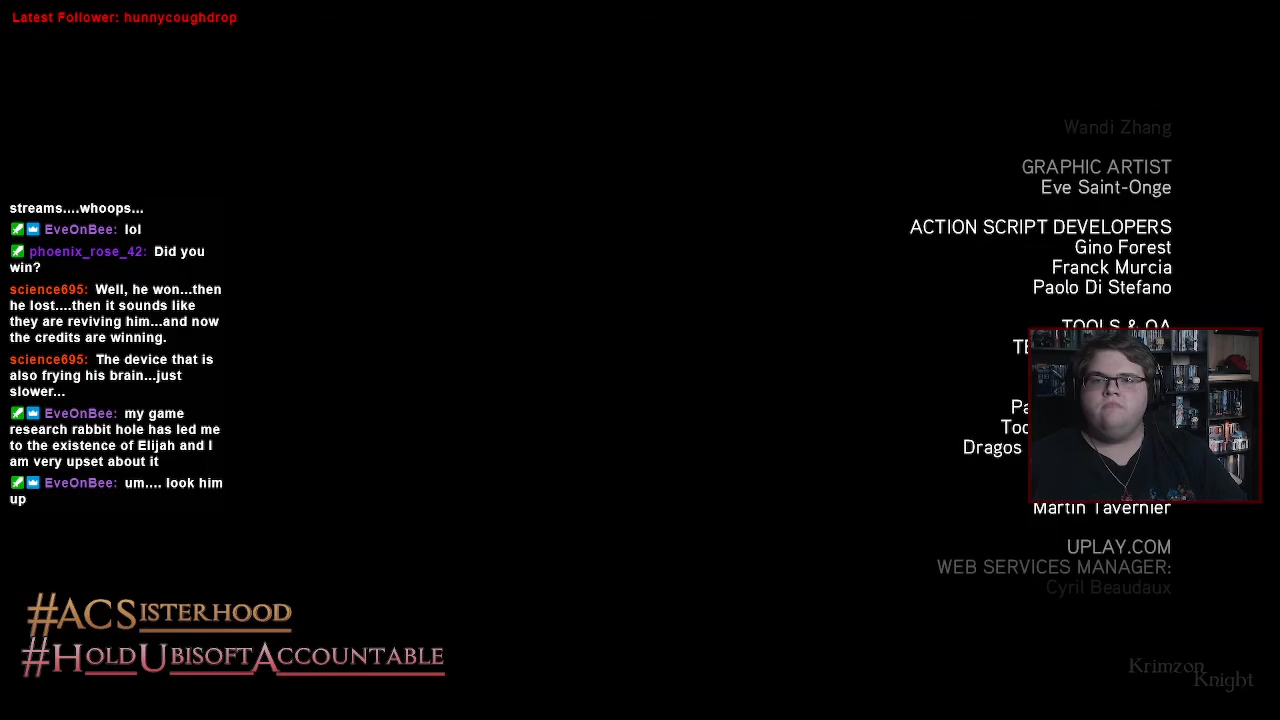 Latest Follower: hunnycoughdrop
streams....whoops...
EveOnBee: lol
phoenix_rose_42: Did you
win?
science695: Well, he won...then
he lost....then it sounds like
they are reviving him...and now
the credits are winning.
science695: The device that is
also frying his brain...just
slower...
EveOnBee: my game
research rabbit hole has led me
to the existence of Elijah and I
am very upset about it
EveOnBee: um.... look him
up
#ACSISTERHOOD
#HOLDUBISOFTACCOUNTABLE
Wandi Zhang
GRAPHIC ARTIST
Eve Saint-Onge
ACTION SCRIPT DEVELOPERS
Gino Forest
Franck Murcia
Paolo Di Stefano
TOOLS & QA
Dragos
Martin Tavernier
UPLAY.COM
WEB SERVICES MANAGER:
Cyril Beaudaux
Krimzon
Knight